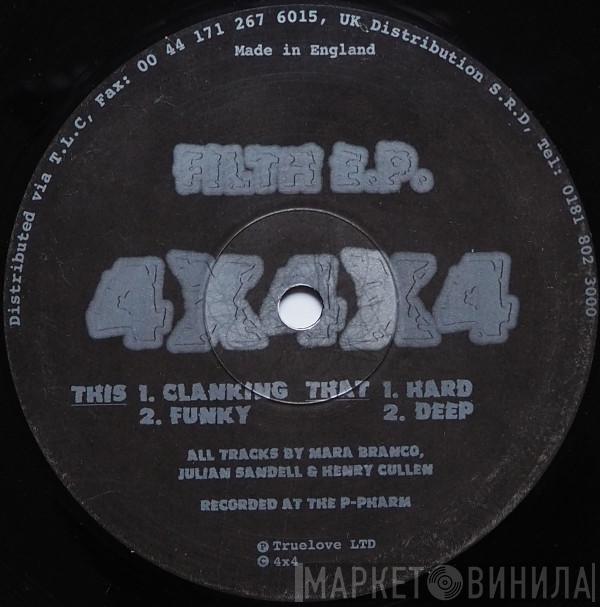 Distributed via T.L.C, Fax: 00 44 171 267 6015, UK Distribution S.R.D, Tel: 0181 802 3000
Made in England
FILTH E.P.
4X4X4
THIS 1. CLANKING THAT 1. HARD
2. FUNKY 2. DEEP
ALL TRACKS BY MARA BRANCO,
JULIAN SANDELL & HENRY CULLEN
RECORDED AT THE P-PHARM
Ⓟ Truelove LTD
© 4x4
МАРКЕТ ВИНИЛА